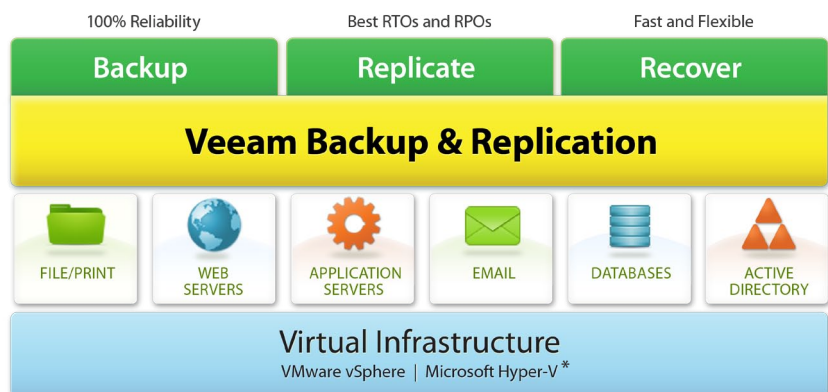 100% Reliability
Best RTOs and RPOs
Fast and Flexible
Backup
Replicate
Recover
Veeam Backup & Replication
FILE/PRINT
WEB
SERVERS
APPLICATION
SERVERS
EMAIL
DATABASES
ACTIVE
DIRECTORY
Virtual Infrastructure
VMware vSphere | Microsoft Hyper-V *